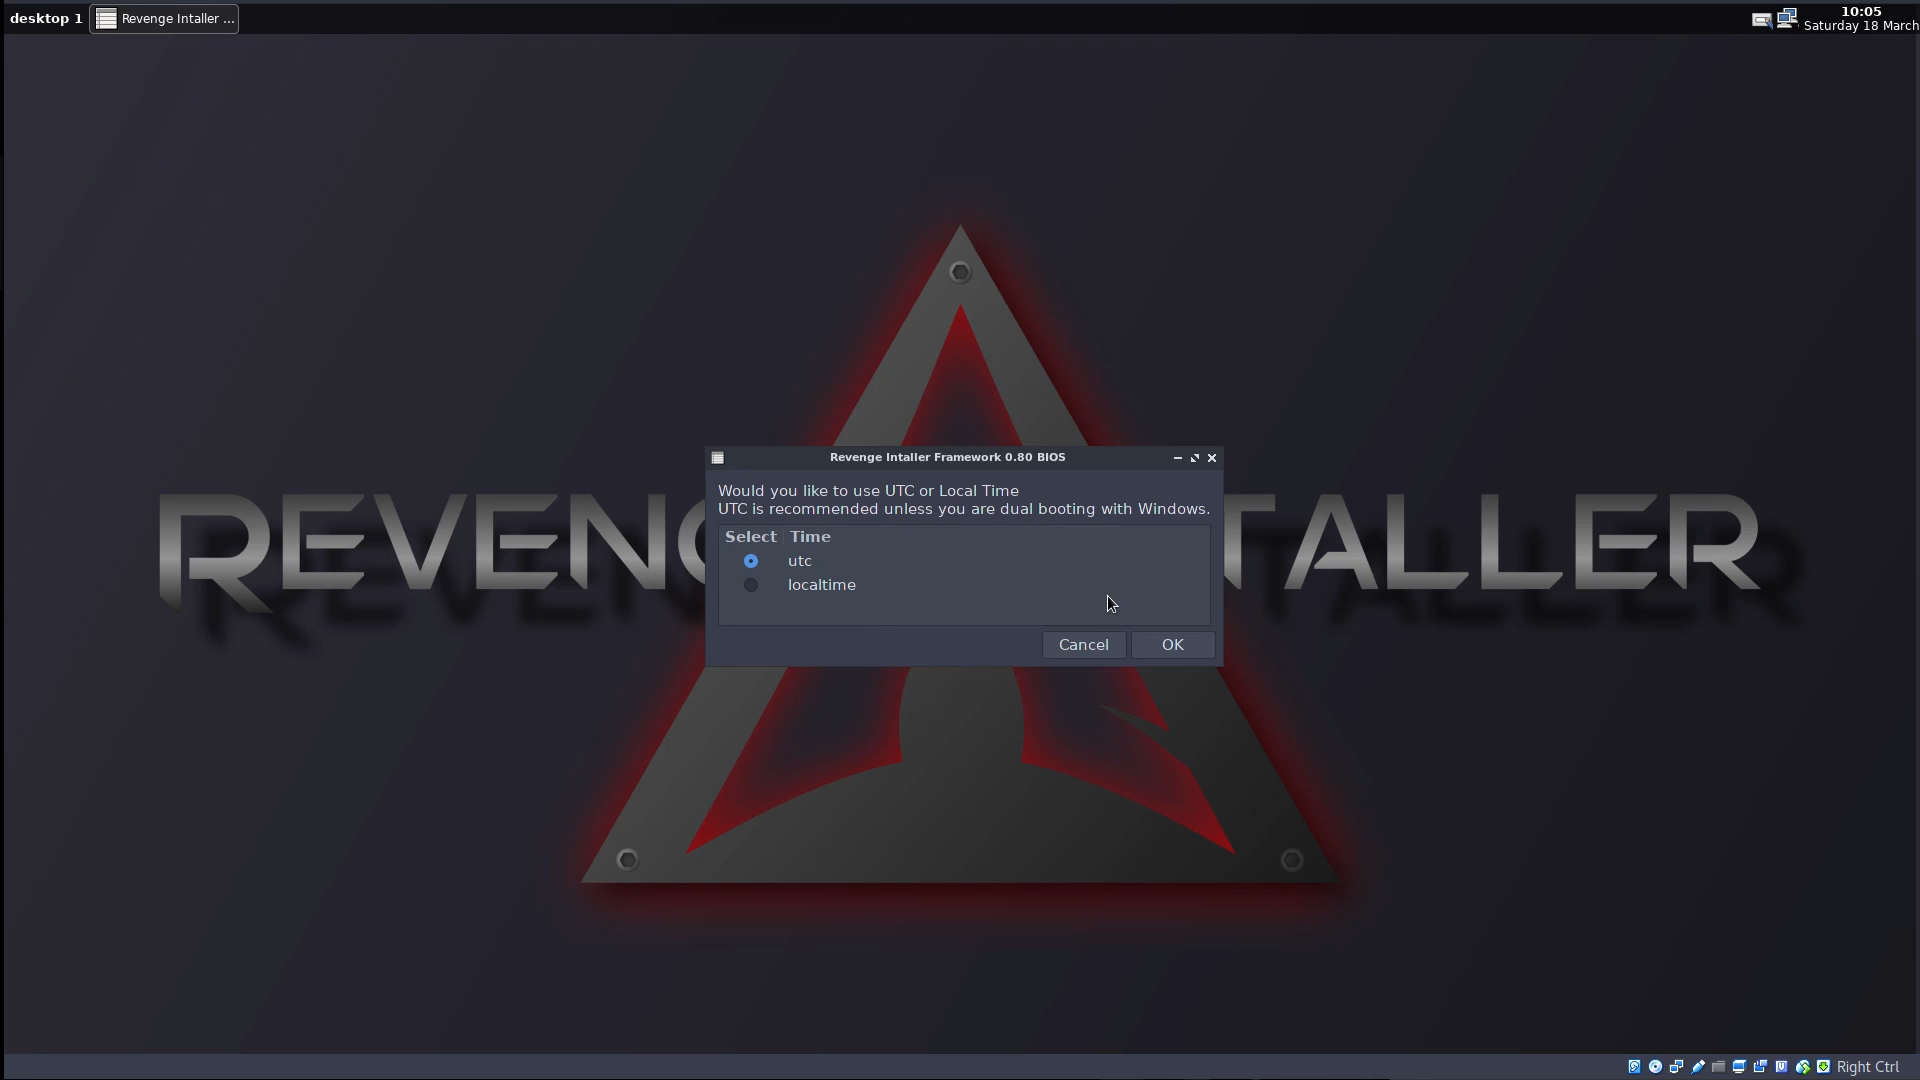 desktop 1
Revenge Intaller ...
10:05
Saturday 18 March
Revenge Intaller Framework 0.80 BIOS
Would you like to use UTC or Local Time
UTC is recommended unless you are dual booting with Windows.
Select Time
utc
localtime
Cancel OK
REVENG TALLER
Right Ctrl